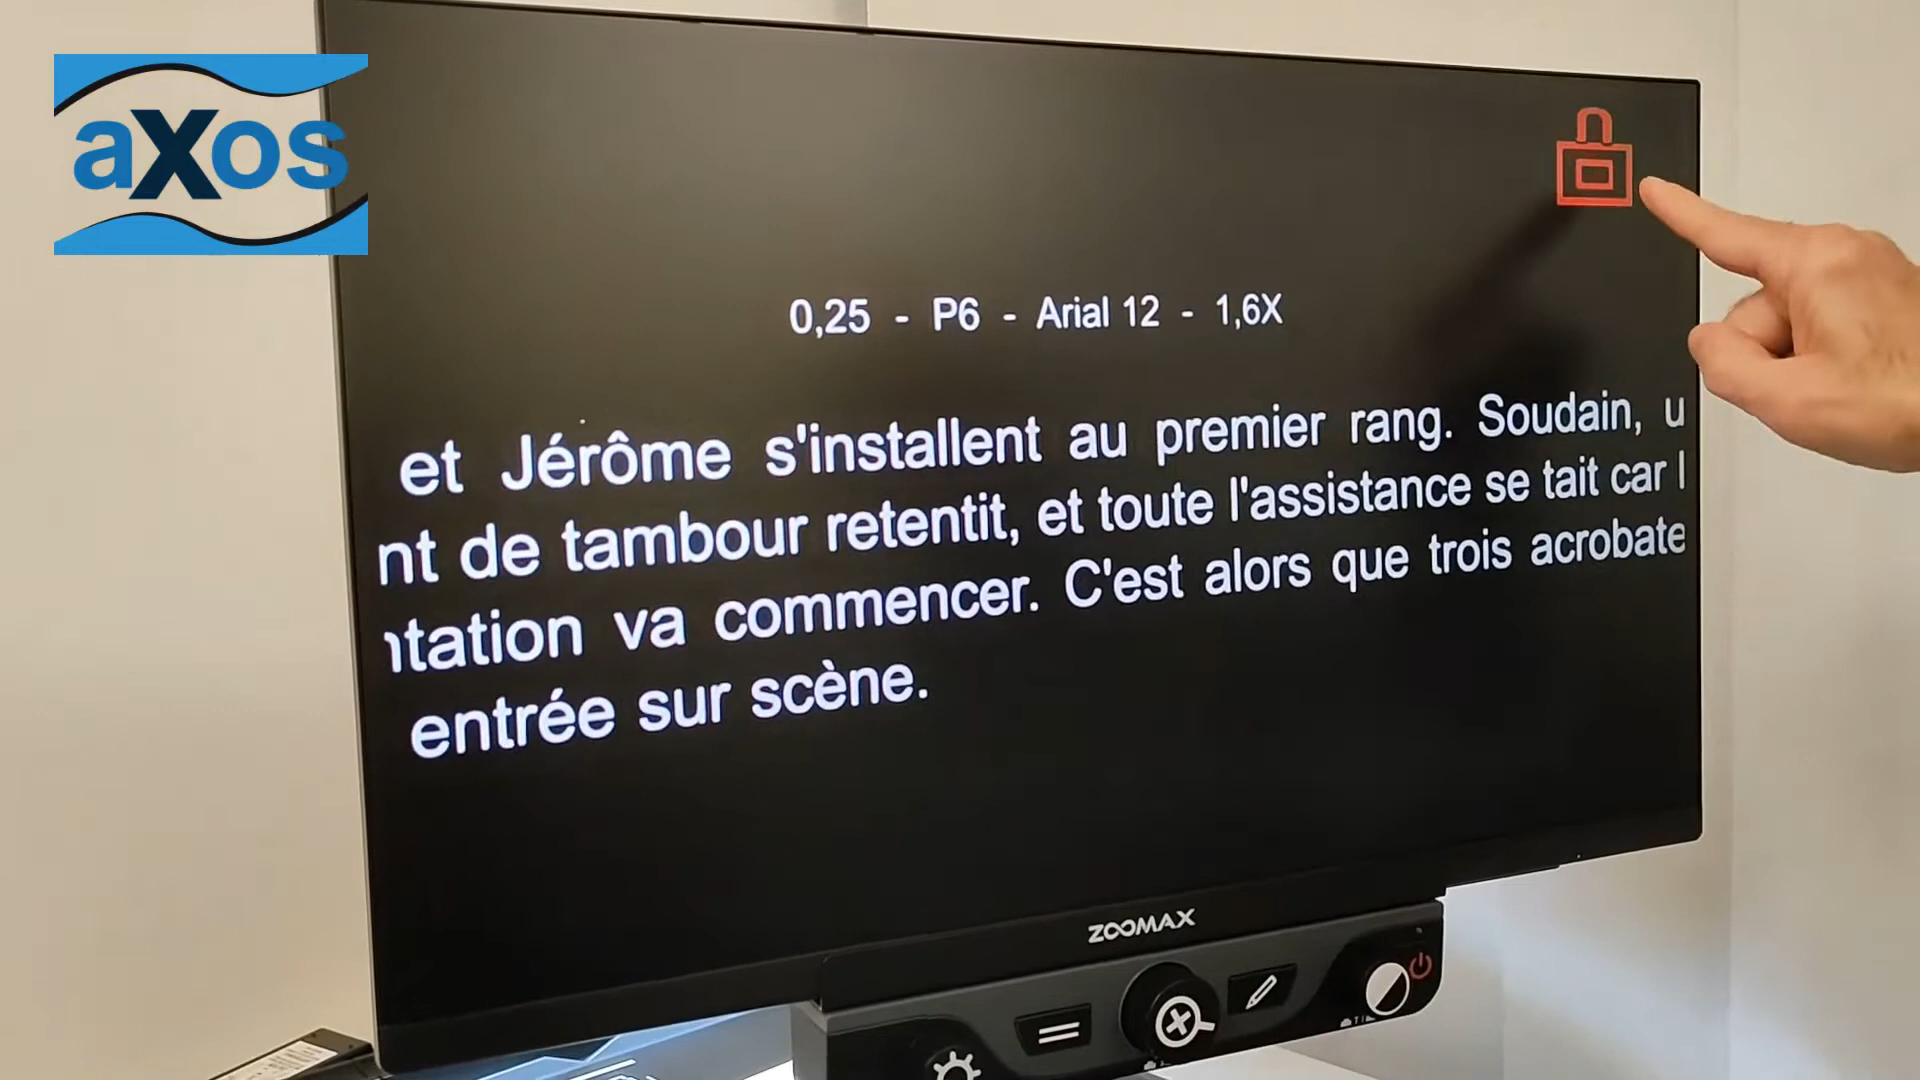 axos
0,25 - P6 - Arial 12 - 1,6X
et Jérôme s'installent au premier rang. Soudain, u
nt de tambour retentit, et toute l'assistance se tait car l
ntation va commencer. C'est alors que trois acrobate
entrée sur scène.
ZOOMAX